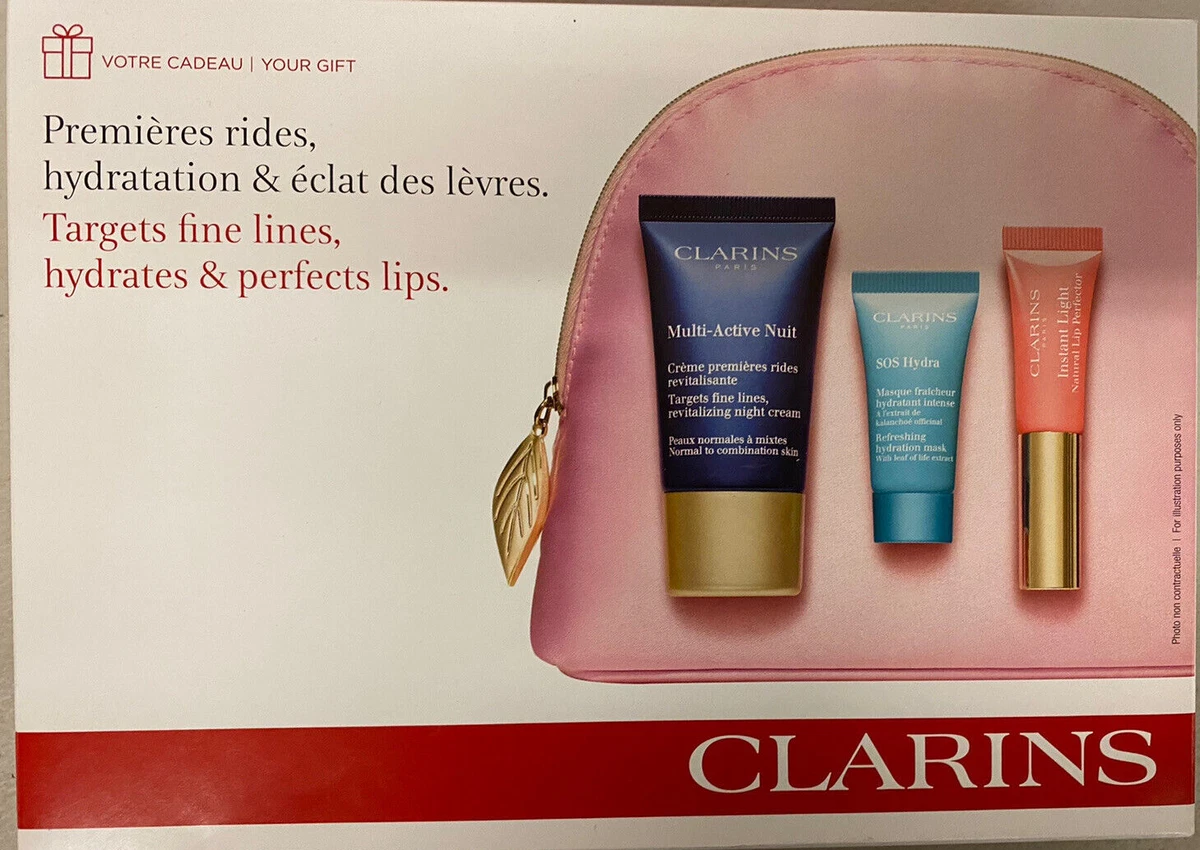 VOTRE CADEAU | YOUR GIFT
Premières rides,
hydratation & éclat des lèvres.
Targets fine lines,
hydrates & perfects lips.
CLARINS
PARIS
Multi-Active Nuit
Crème premières rides
revitalisante
Targets fine lines,
revitalizing night cream
Peaux normales à mixtes
Normal to combination skin
CLARINS
PARIS
SOS Hydra
Masque fraîcheur
hydratant intense
A l'extrait de
kalanchoé officinal
Refreshing
hydration mask
With leaf of life extract
CLARINS
PARIS
Instant Light
Natural Lip Perfector
Photo non contractuelle | For illustration purposes only
CLARINS